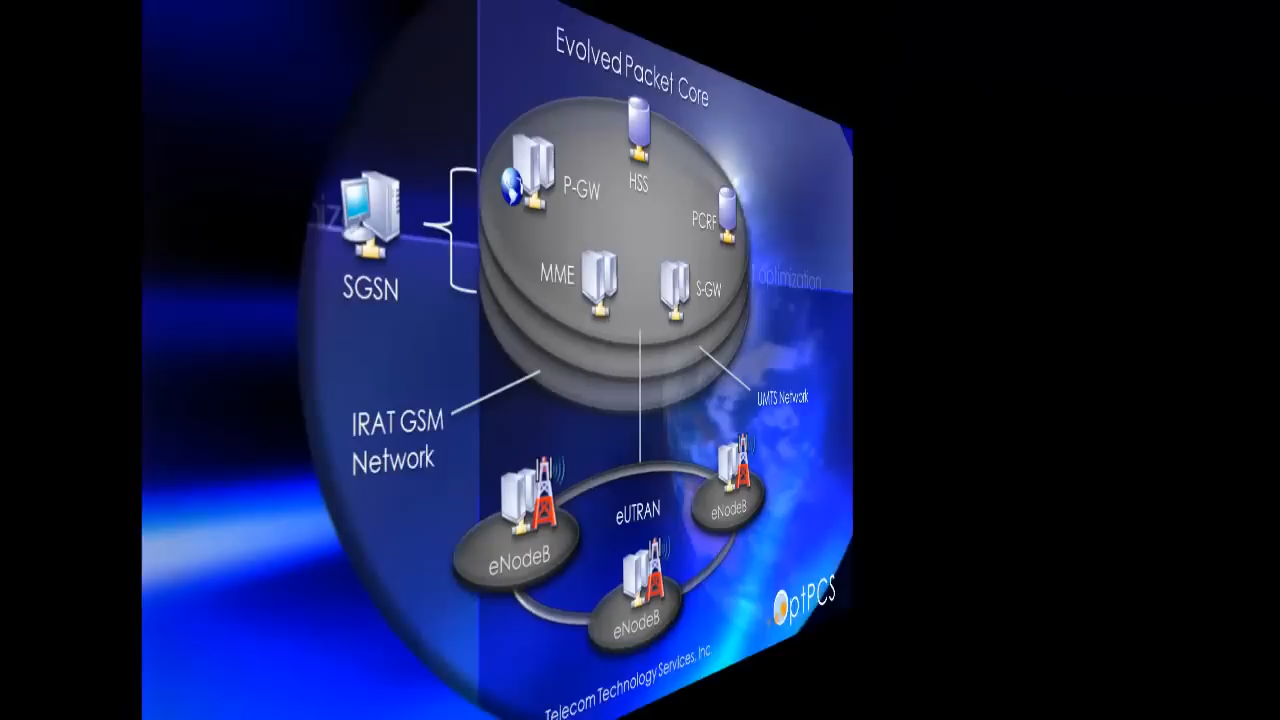 Evolved Packet Core
HSS
P-GW
PCRF
MME
S-GW
SGSN
optimization
UMTS Network
IRAT GSM
Network
eUTRAN
eNodeB
eNodeB
eNodeB
OptPCS
Telecom Technology Services, Inc.